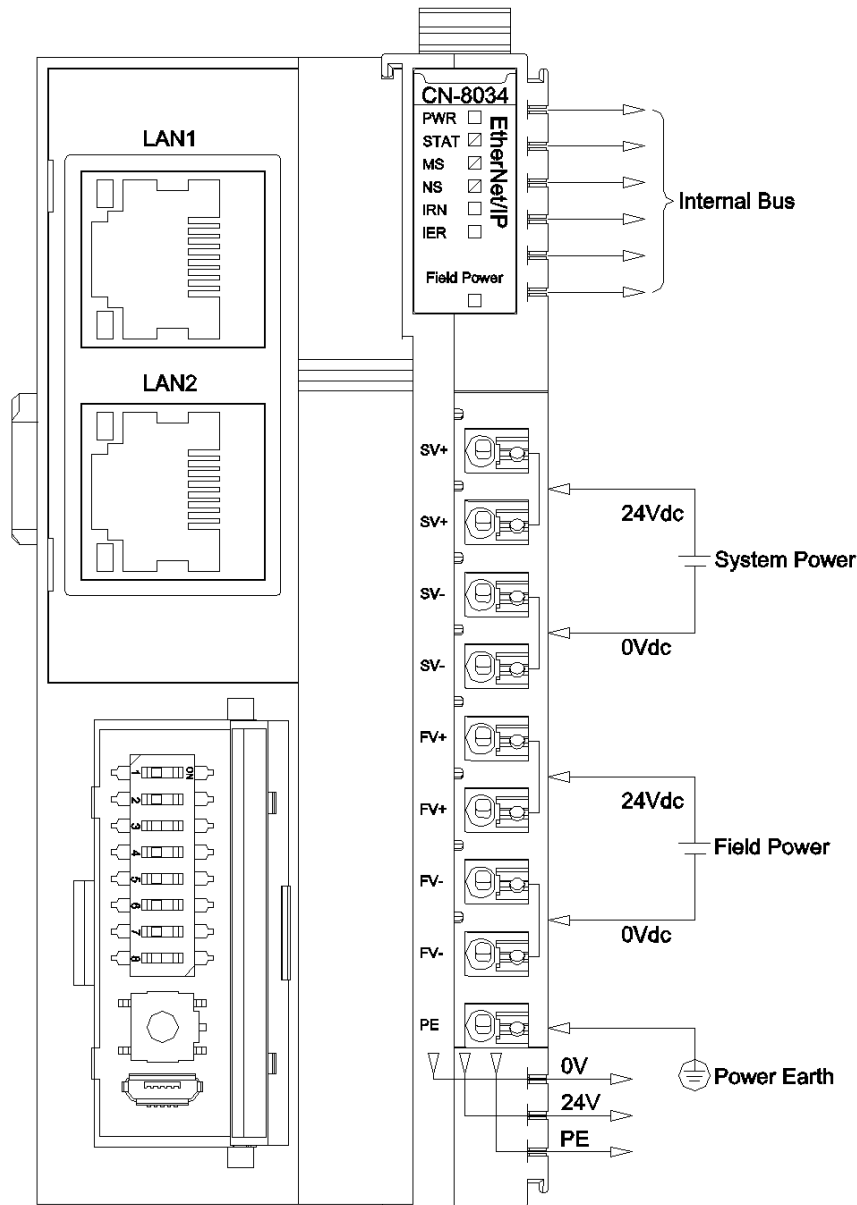 CN-8034
PWR
STAT
MS
NS
IRN
IER
EtherNet/IP
Field Power
LAN1
LAN2
Internal Bus
SV+
SV+
SV-
SV-
FV+
FV+
FV-
FV-
PE
24Vdc
System Power
0Vdc
24Vdc
Field Power
0Vdc
Power Earth
0V
24V
PE
ON
1
2
3
4
5
6
7
8